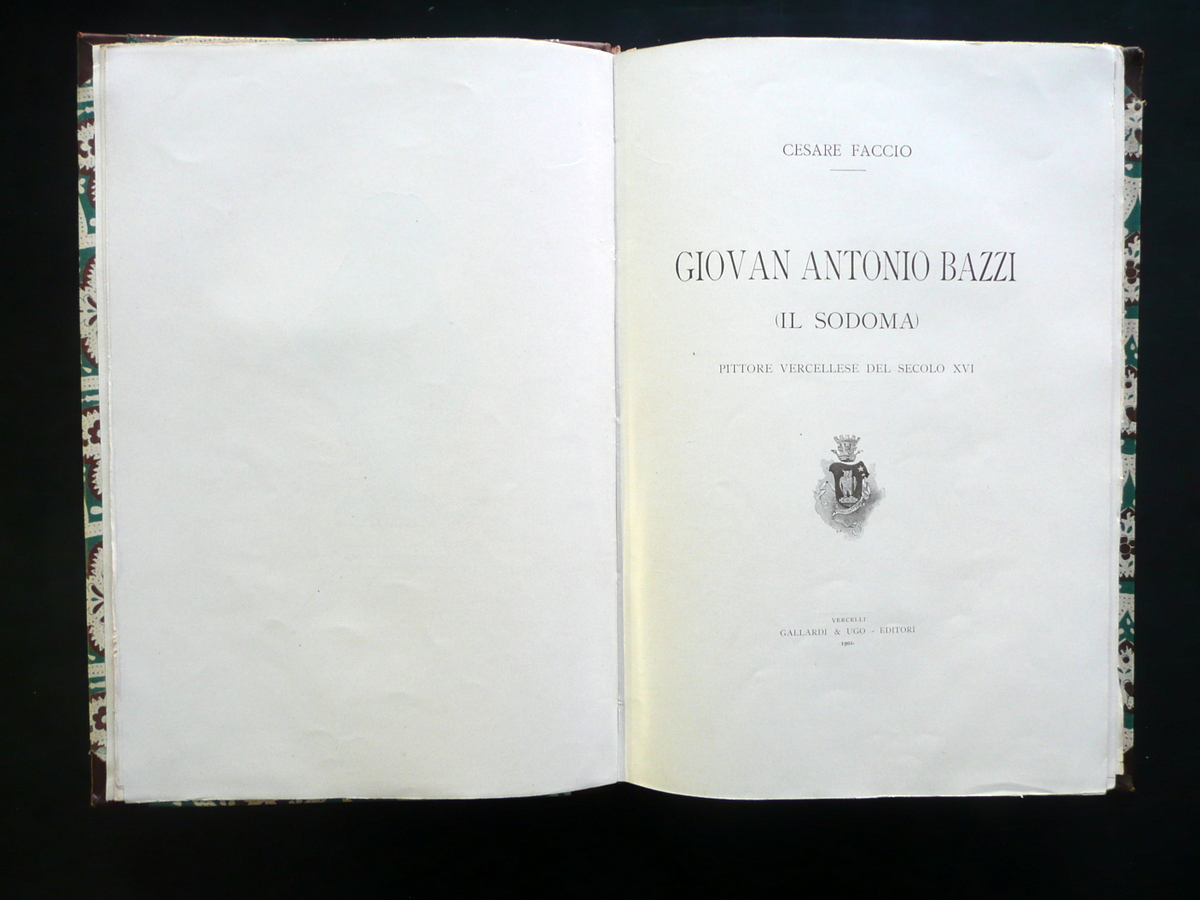 CESARE FACCIO
GIOVAN ANTONIO BAZZI
(IL SODOMA)
PITTORE VERCELLESE DEL SECOLO XVI
VERCELLI
GALLARDI & UGO - EDITORI